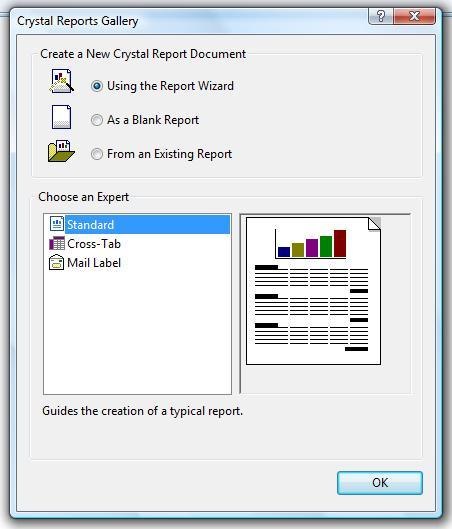 Crystal Reports Gallery
?
Create a New Crystal Report Document
Using the Report Wizard
As a Blank Report
From an Existing Report
Choose an Expert
Standard
Cross-Tab
Mail Label
Guides the creation of a typical report.
OK